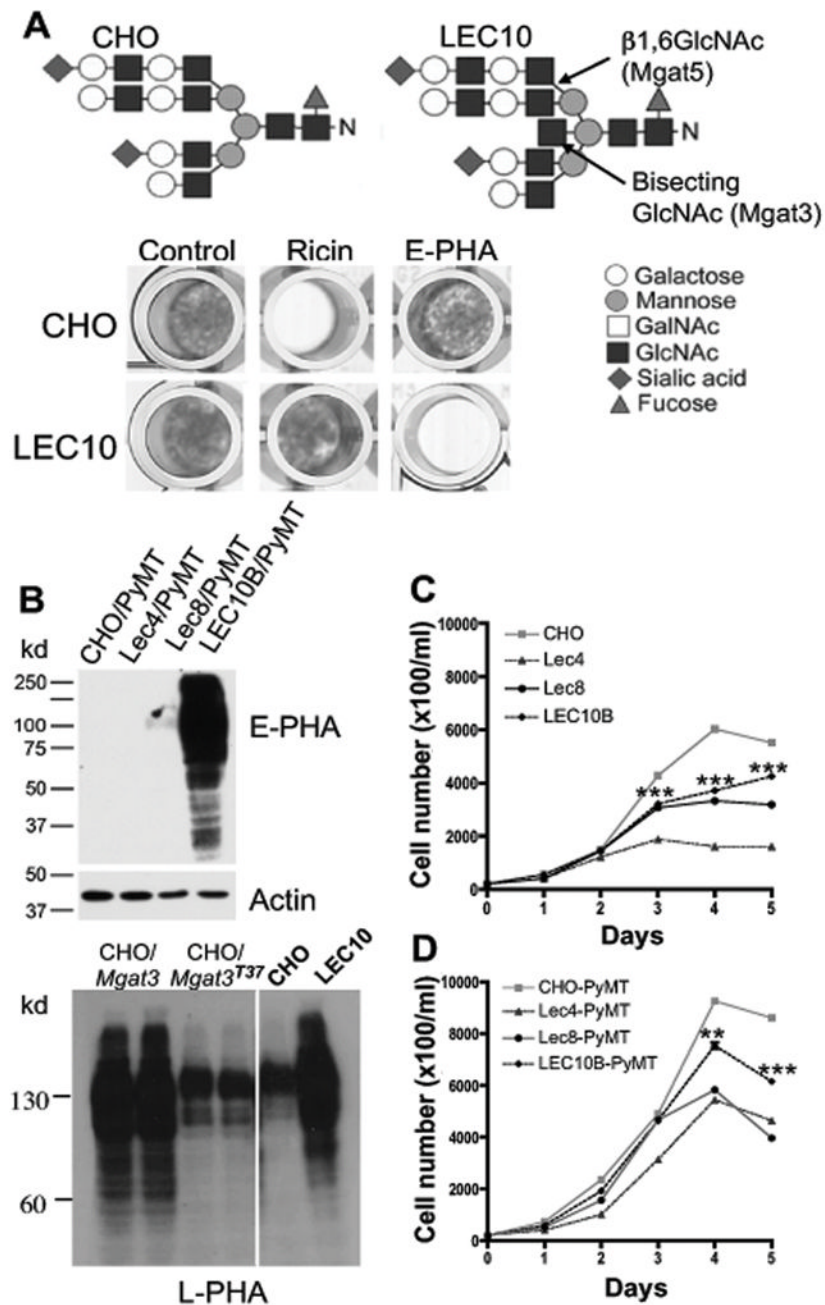 A
CHO
LEC10
β1,6GlcNAc
(Mgat5)
N
N
Bisecting
GlcNAc (Mgat3)
Control Ricin E-PHA
CHO
LEC10
Galactose
Mannose
GalNAc
GlcNAc
Sialic acid
Fucose
B
CHO/PyMT
Lec4/PyMT
Lec8/PyMT
LEC10B/PyMT
kd
250
100
75
50
37
E-PHA
50
37
Actin
CHO/
Mgat3
CHO/
Mgat3T37
CHO
LEC10
kd
130
60
L-PHA
C
Cell number (x100/ml)
10000
8000
6000
4000
2000
0
CHO
Lec4
Lec8
LEC10B
***
***
***
0 1 2 3 4 5
Days
D
Cell number (x100/ml)
10000
8000
6000
4000
2000
0
CHO-PyMT
Lec4-PyMT
Lec8-PyMT
LEC10B-PyMT
**
***
0 1 2 3 4 5
Days